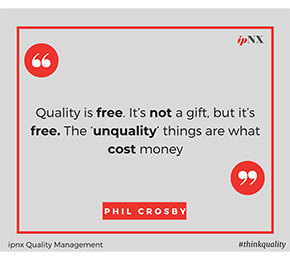 ipNX
Quality is free. It's not a gift, but it's
free. The 'unquality' things are what
cost money
PHIL CROSBY
ipnx Quality Management
#thinkquality